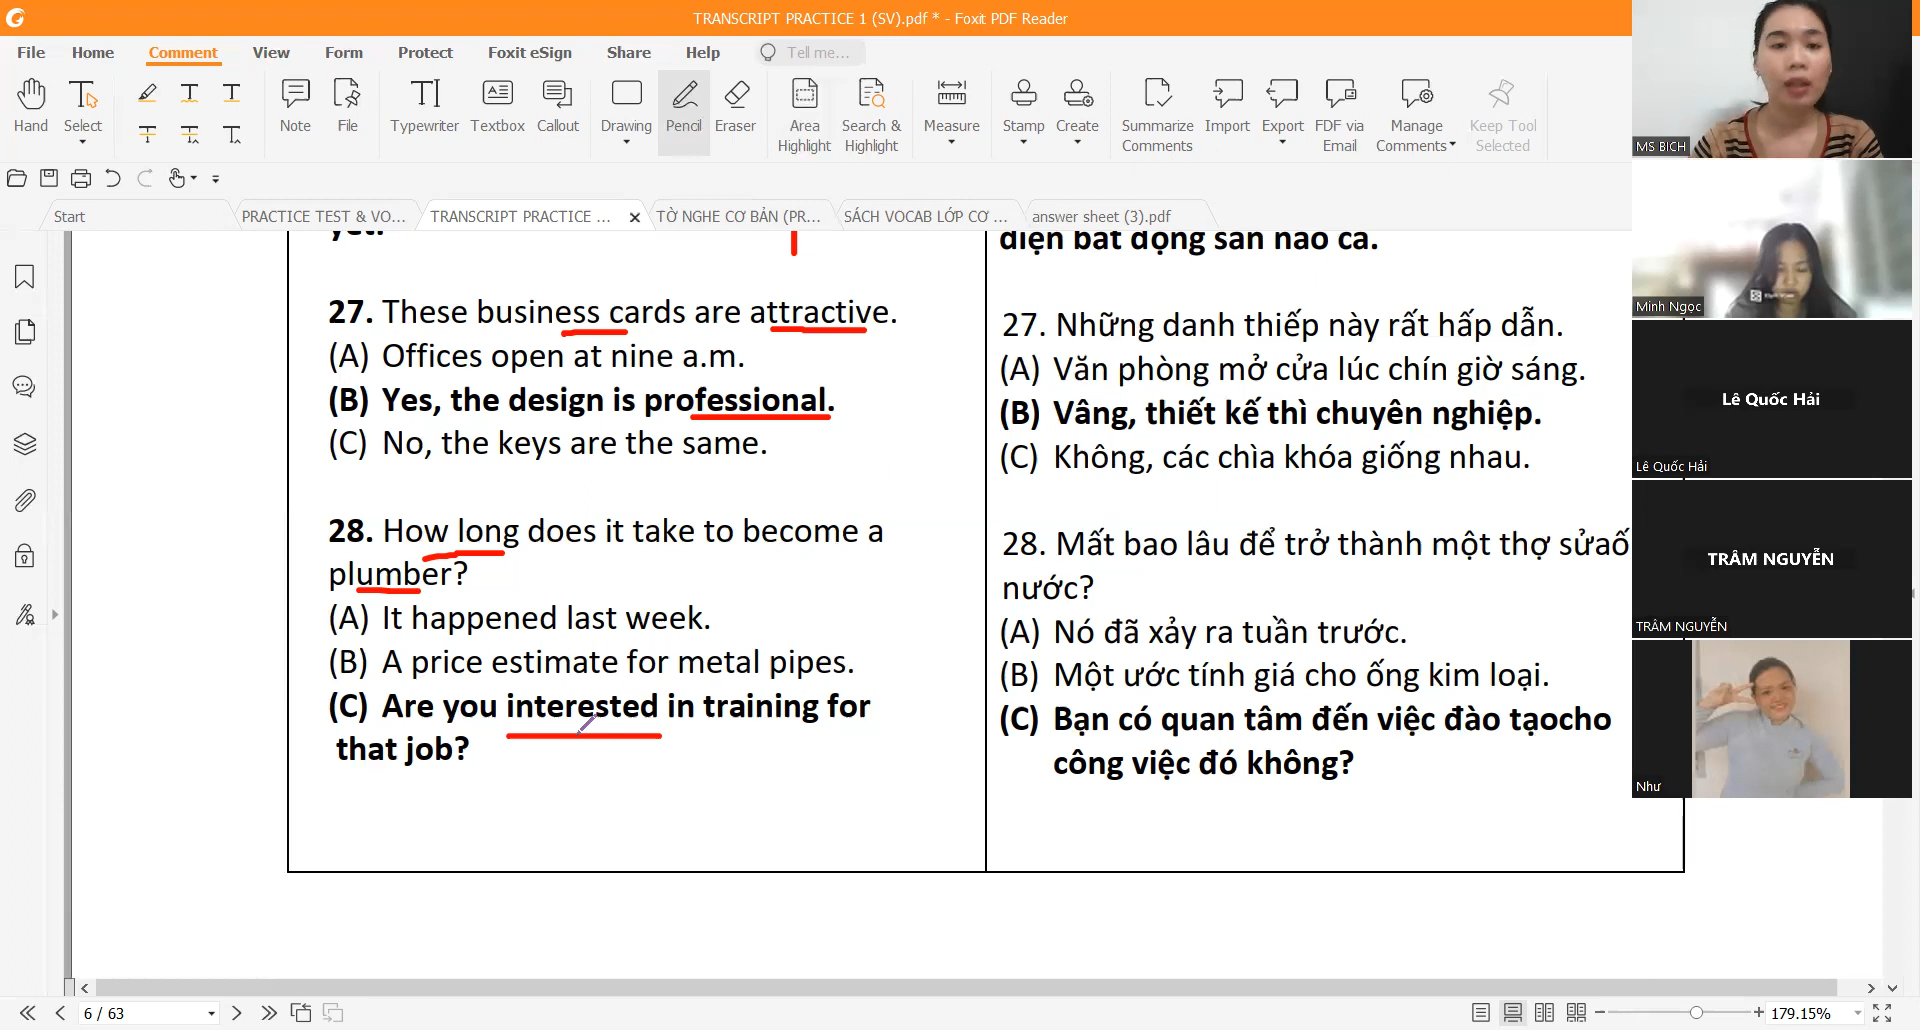 TRANSCRIPT PRACTICE 1 (SV).pdf * - Foxit PDF Reader
File Home Comment View Form Protect Foxit eSign Share Help Tell me...
Hand Select Note File Typewriter Textbox Callout Drawing Pencil Eraser Area Highlight Search & Highlight Measure Stamp Create Summarize Comments Import Export FDF via Email Manage Comments Keep Tool Selected
Start PRACTICE TEST & VO... TRANSCRIPT PRACTICE ... TỜ NGHE CƠ BẢN (PR... SÁCH VOCAB LỚP CƠ ... answer sheet (3).pdf
yet.
27. These business cards are attractive.
(A) Offices open at nine a.m.
(B) Yes, the design is professional.
(C) No, the keys are the same.
28. How long does it take to become a
plumber?
(A) It happened last week.
(B) A price estimate for metal pipes.
(C) Are you interested in training for
that job?
diện bất động sản nào cả.
27. Những danh thiếp này rất hấp dẫn.
(A) Văn phòng mở cửa lúc chín giờ sáng.
(B) Vâng, thiết kế thì chuyên nghiệp.
(C) Không, các chìa khóa giống nhau.
28. Mất bao lâu để trở thành một thợ sửaố
nước?
(A) Nó đã xảy ra tuần trước.
(B) Một ước tính giá cho ống kim loại.
(C) Bạn có quan tâm đến việc đào tạocho
công việc đó không?
MS BICH
Minh Ngọc
Lê Quốc Hải
Lê Quốc Hải
TRÂM NGUYỄN
TRÂM NGUYỄN
Như
6 / 63
179.15%